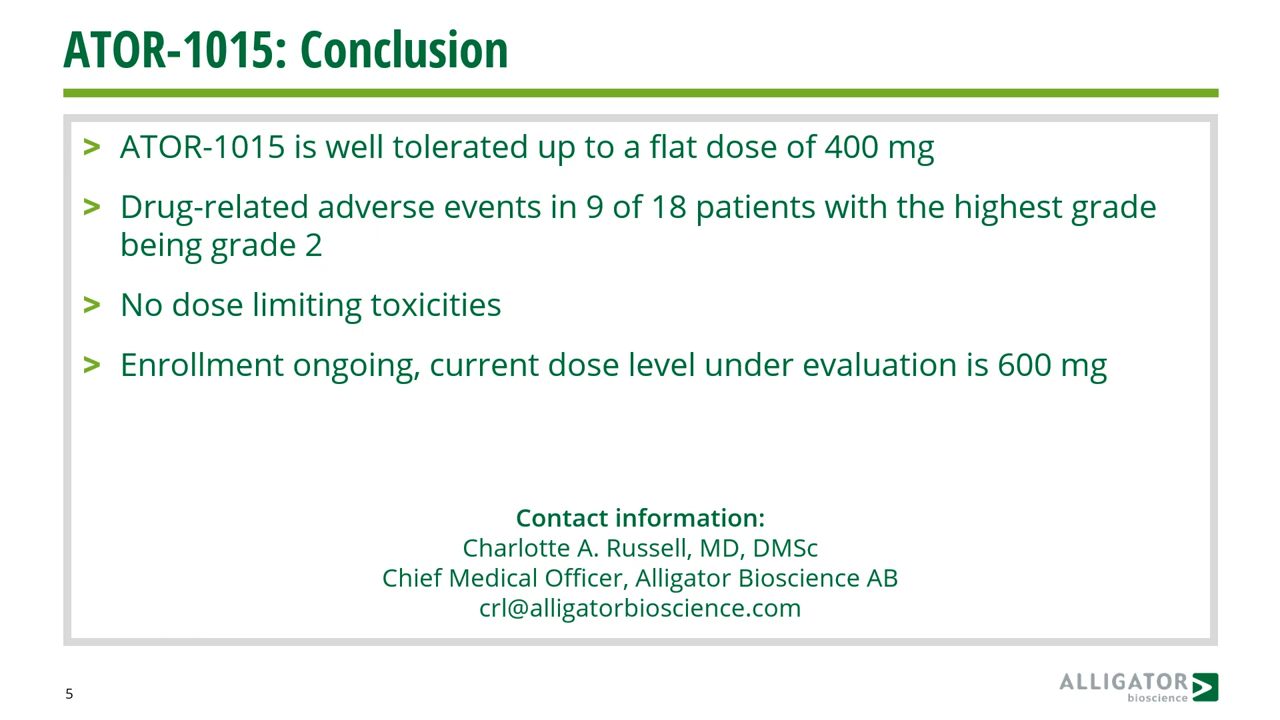 ATOR-1015: Conclusion
> ATOR-1015 is well tolerated up to a flat dose of 400 mg
> Drug-related adverse events in 9 of 18 patients with the highest grade
being grade 2
> No dose limiting toxicities
> Enrollment ongoing, current dose level under evaluation is 600 mg
Contact information:
Charlotte A. Russell, MD, DMSc
Chief Medical Officer, Alligator Bioscience AB
crl@alligatorbioscience.com
5
ALLIGATOR
bioscience